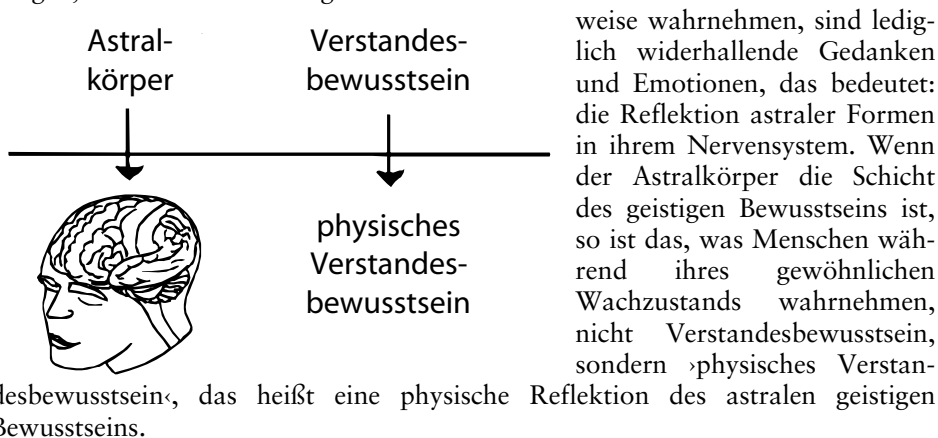 Astral-
körper
Verstandes-
bewusstsein
physisches
Verstandes-
bewusstsein
weise wahrnehmen, sind ledig-
lich widerhallende Gedanken
und Emotionen, das bedeutet:
die Reflektion astraler Formen
in ihrem Nervensystem. Wenn
der Astralkörper die Schicht
des geistigen Bewusstseins ist,
so ist das, was Menschen wäh-
rend ihres gewöhnlichen
Wachzustands wahrnehmen,
nicht Verstandesbewusstsein,
sondern ›physisches Verstan-
desbewusstsein‹, das heißt eine physische Reflektion des astralen geistigen
Bewusstseins.